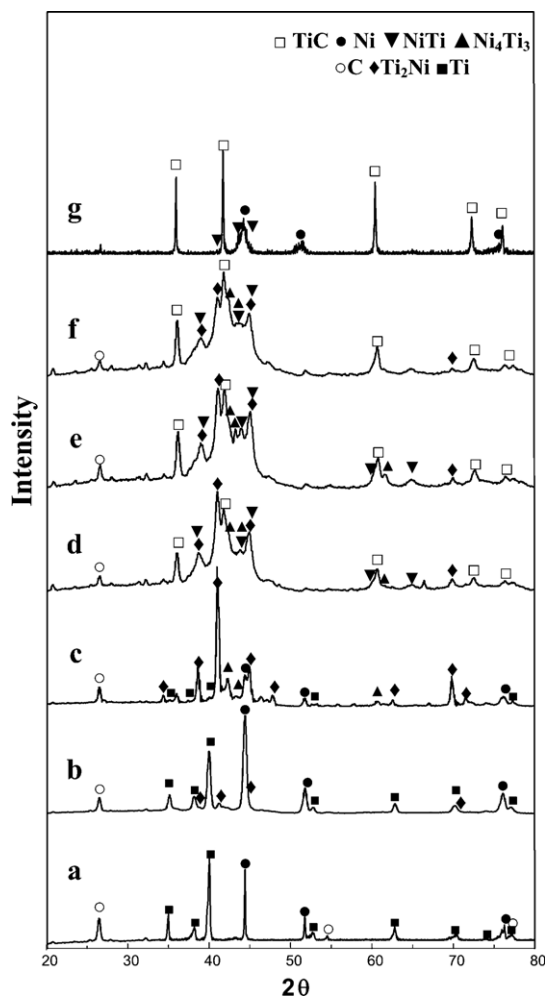 □ TiC ● Ni ▼ NiTi ▲ Ni₄Ti₃
○C ♦Ti₂Ni ■Ti
g
f
e
d
c
b
a
Intensity
20 30 40 50 60 70 80
2θ